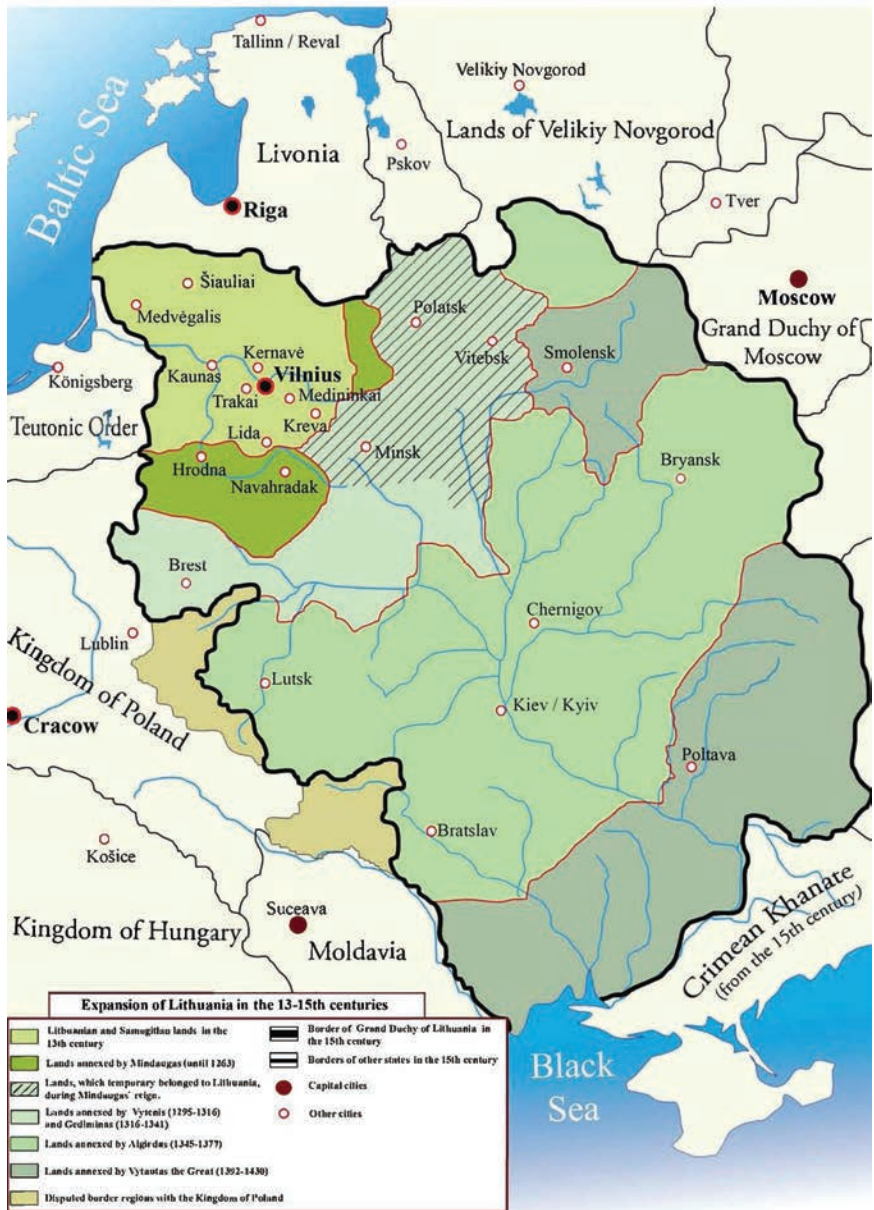 Tallinn / Reval
Baltic Sea
Velikiy Novgorod
Lands of Velikiy Novgorod
Livonia
Pskov
Riga
Tver
Šiauliai
Moscow
Medvėgalis
Polatsk
Grand Duchy of
Moscow
Kernavė
Vitebsk
Smolensk
Königsberg
Kaunas
Vilnius
Trakai
Medininkai
Kreva
Teutonic Order
Lida
Minsk
Hrodna
Navahradak
Bryansk
Brest
Chernigov
Lublin
Kingdom of Poland
Lutsk
Kiev / Kyiv
Cracow
Poltava
Bratslav
Košice
Suceava
Kingdom of Hungary
Moldavia
Crimean Khanate
(from the 15th century)
Black
Sea
Expansion of Lithuania in the 13-15th centuries
Lithuanian and Samogitian lands in the
13th century
Lands annexed by Mindaugas (until 1263)
Lands, which temporary belonged to Lithuania,
during Mindaugas' reign.
Lands annexed by Vytenis (1295-1316)
and Gediminas (1316-1341)
Lands annexed by Algirdas (1345-1377)
Lands annexed by Vytautas the Great (1392-1430)
Disputed border regions with the Kingdom of Poland
Border of Grand Duchy of Lithuania in
the 15th century
Borders of other states in the 15th century
Capital cities
Other cities